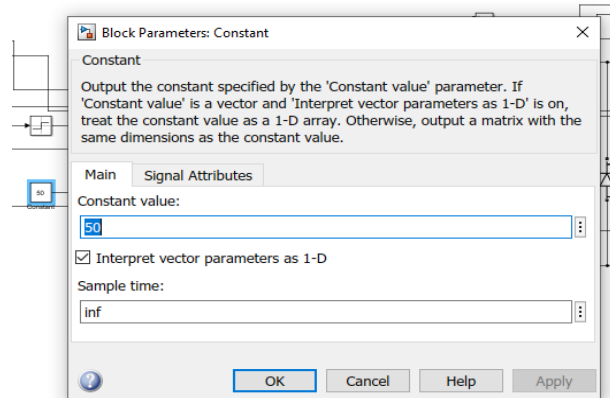 Block Parameters: Constant
Constant
Output the constant specified by the 'Constant value' parameter. If
'Constant value' is a vector and 'Interpret vector parameters as 1-D' is on,
treat the constant value as a 1-D array. Otherwise, output a matrix with the
same dimensions as the constant value.
Main Signal Attributes
50
Constant
Constant value:
50
Interpret vector parameters as 1-D
Sample time:
inf
OK Cancel Help Apply